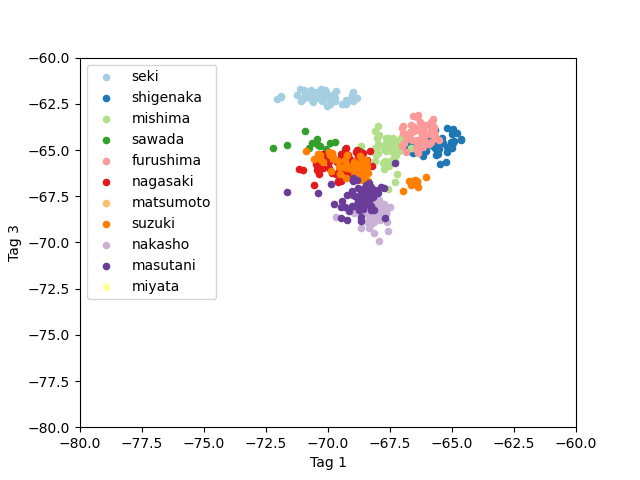 −60.0
−62.5
−65.0
−67.5
−70.0
−72.5
−75.0
−77.5
−80.0
Tag 3
seki
shigenaka
mishima
sawada
furushima
nagasaki
matsumoto
suzuki
nakasho
masutani
miyata
−80.0 −77.5 −75.0 −72.5 −70.0 −67.5 −65.0 −62.5 −60.0
Tag 1